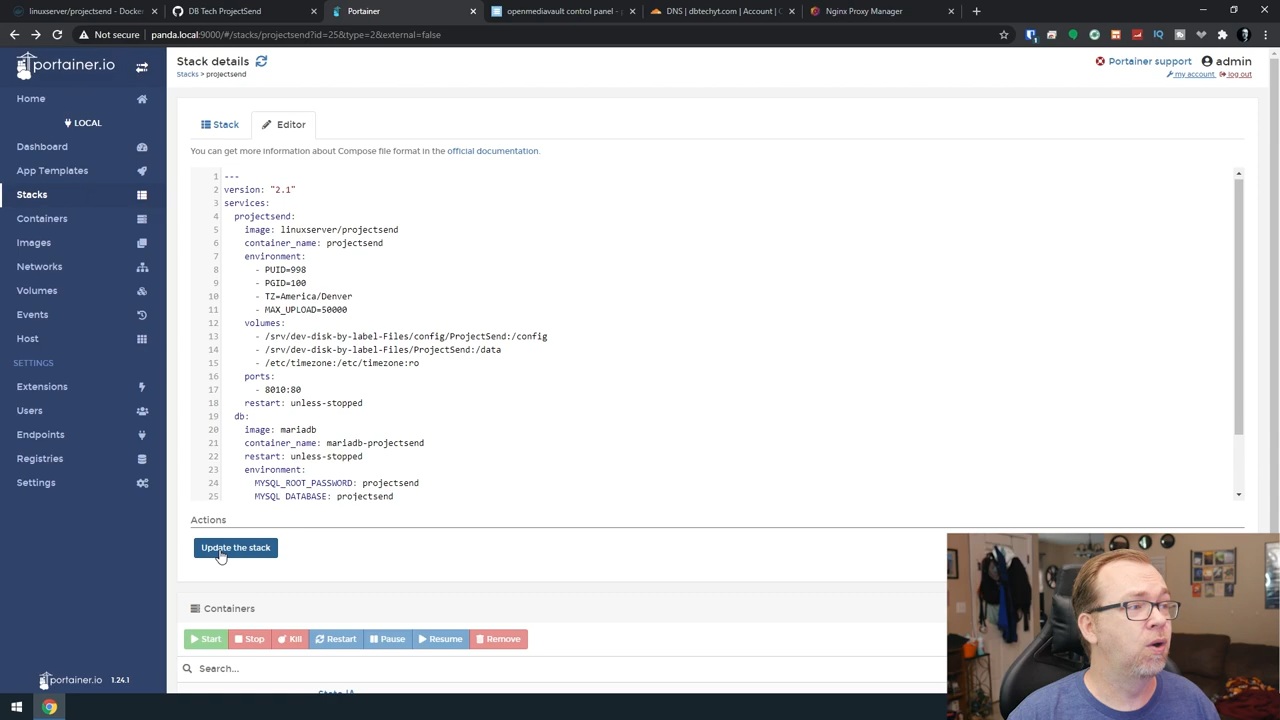 linuxserver/projectsend - Docker
DB Tech ProjectSend
Portainer
openmediavault control panel - p
DNS | dbtechyt.com | Account | C
Nginx Proxy Manager
Not secure
panda.local:9000/#/stacks/projectsend?id=25&type=2&external=false
portainer.io
Home
LOCAL
Dashboard
App Templates
Stacks
Containers
Images
Networks
Volumes
Events
Host
SETTINGS
Extensions
Users
Endpoints
Registries
Settings
portainer.io 1.24.1
Stack details
Stacks > projectsend
Portainer support
admin
my account
log out
Stack
Editor
You can get more information about Compose file format in the official documentation.
1 ---
2 version: "2.1"
3 services:
4 projectsend:
5 image: linuxserver/projectsend
6 container_name: projectsend
7 environment:
8 - PUID=998
9 - PGID=100
10 - TZ=America/Denver
11 - MAX_UPLOAD=50000
12 volumes:
13 - /srv/dev-disk-by-label-Files/config/ProjectSend:/config
14 - /srv/dev-disk-by-label-Files/ProjectSend:/data
15 - /etc/timezone:/etc/timezone:ro
16 ports:
17 - 8010:80
18 restart: unless-stopped
19 db:
20 image: mariadb
21 container_name: mariadb-projectsend
22 restart: unless-stopped
23 environment:
24 MYSQL_ROOT_PASSWORD: projectsend
25 MYSQL_DATABASE: projectsend
Actions
Update the stack
Containers
Start
Stop
Kill
Restart
Pause
Resume
Remove
Search...